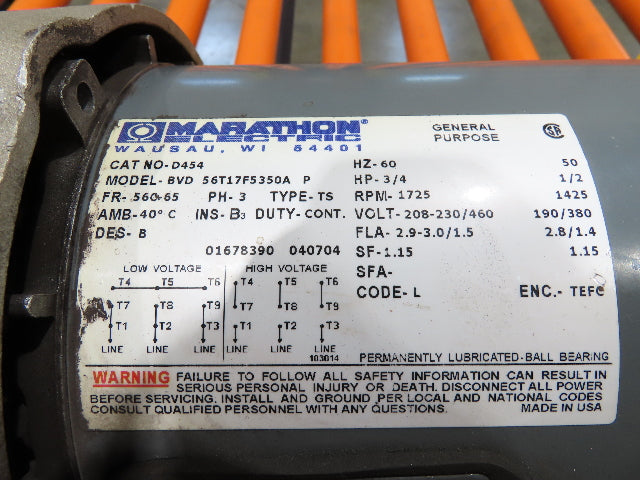 MARATHON ELECTRIC®
WAUSAU, WI 54401
GENERAL PURPOSE
CAT NO- D454
MODEL- BVD 56T17F5350A P
FR- 56C-65 PH- 3 TYPE- TS
AMB-40° C INS- B3 DUTY-CONT.
DES- B
01678390 040704
HZ-60 50
HP-3/4 1/2
RPM-1725 1425
VOLT-208-230/460 190/380
FLA-2.9-3.0/1.5 2.8/1.4
SF-1.15 1.15
SFA-
CODE-L ENC.- TEFC
LOW VOLTAGE HIGH VOLTAGE
T4 T5 T6 T4 T5 T6
T7 T8 T9 T7 T8 T9
T1 T2 T3 T1 T2 T3
LINE LINE LINE LINE LINE LINE
103014
PERMANENTLY LUBRICATED-BALL BEARING
WARNING FAILURE TO FOLLOW ALL SAFETY INFORMATION CAN RESULT IN
SERIOUS PERSONAL INJURY OR DEATH. DISCONNECT ALL POWER
BEFORE SERVICING. INSTALL AND GROUND PER LOCAL AND NATIONAL CODES
CONSULT QUALIFIED PERSONNEL WITH ANY QUESTIONS. MADE IN USA